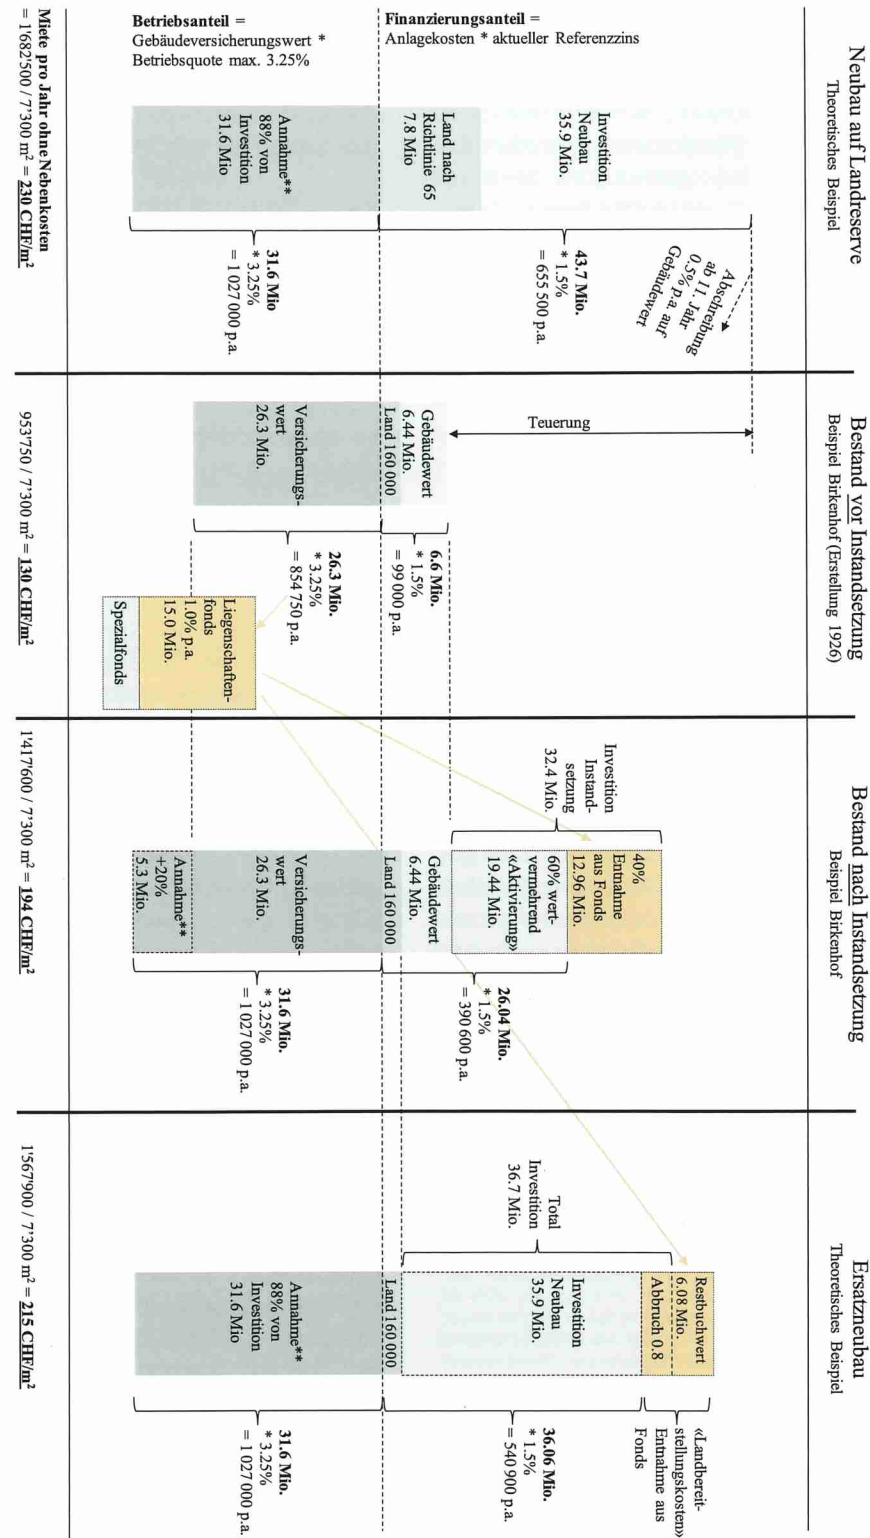 Neubau auf Landreserve
Theoretisches Beispiel
Finanzierungsanteil =
Anlagekosten * aktueller Referenzzins
Betriebsanteil =
Gebäudeversicherungswert *
Betriebsquote max. 3.25%
Investition
Neubau
35.9 Mio.
Land nach
Richtlinie 65
7.8 Mio
Annahme**
88% von
Investition
31.6 Mio
Abschreibung
ab 11. Jahr
0.5% p.a. auf
Gebäudewert
43.7 Mio.
* 1.5%
= 655 500 p.a.
31.6 Mio
* 3.25%
= 1 027 000 p.a.
Miete pro Jahr ohne Nebenkosten
= 1'682'500 / 7'300 m² = 230 CHF/m²
Bestand vor Instandsetzung
Beispiel Birkenhof (Erstellung 1926)
Teuerung
Gebäudewert
6.44 Mio.
Land 160 000
Versicherungs-
wert
26.3 Mio.
6.6 Mio.
* 1.5%
= 99 000 p.a.
26.3 Mio.
* 3.25%
= 854 750 p.a.
Liegenschaften-
fonds
1.0% p.a.
15.0 Mio.
Spezialfonds
953'750 / 7'300 m² = 130 CHF/m²
Bestand nach Instandsetzung
Beispiel Birkenhof
Investition
Instand-
setzung
32.4 Mio.
40%
Entnahme
aus Fonds
12.96 Mio.
60% wert-
vermehrend
«Aktivierung»
19.44 Mio.
Gebäudewert
6.44 Mio.
Land 160 000
Versicherungs-
wert
26.3 Mio.
Annahme**
+20%
5.3 Mio.
26.04 Mio.
* 1.5%
= 390 600 p.a.
31.6 Mio.
* 3.25%
= 1 027 000 p.a.
1'417'600 / 7'300 m² = 194 CHF/m²
Ersatzneubau
Theoretisches Beispiel
Total
Investition
36.7 Mio.
Restbuchwert
6.08 Mio.
Abbruch 0.8
Investition
Neubau
35.9 Mio.
Land 160 000
Annahme**
88% von
Investition
31.6 Mio
«Landbereit-
stellungskosten»
Entnahme aus
Fonds
36.06 Mio.
* 1.5%
= 540 900 p.a.
31.6 Mio.
* 3.25%
= 1 027 000 p.a.
1'567'900 / 7'300 m² = 215 CHF/m²